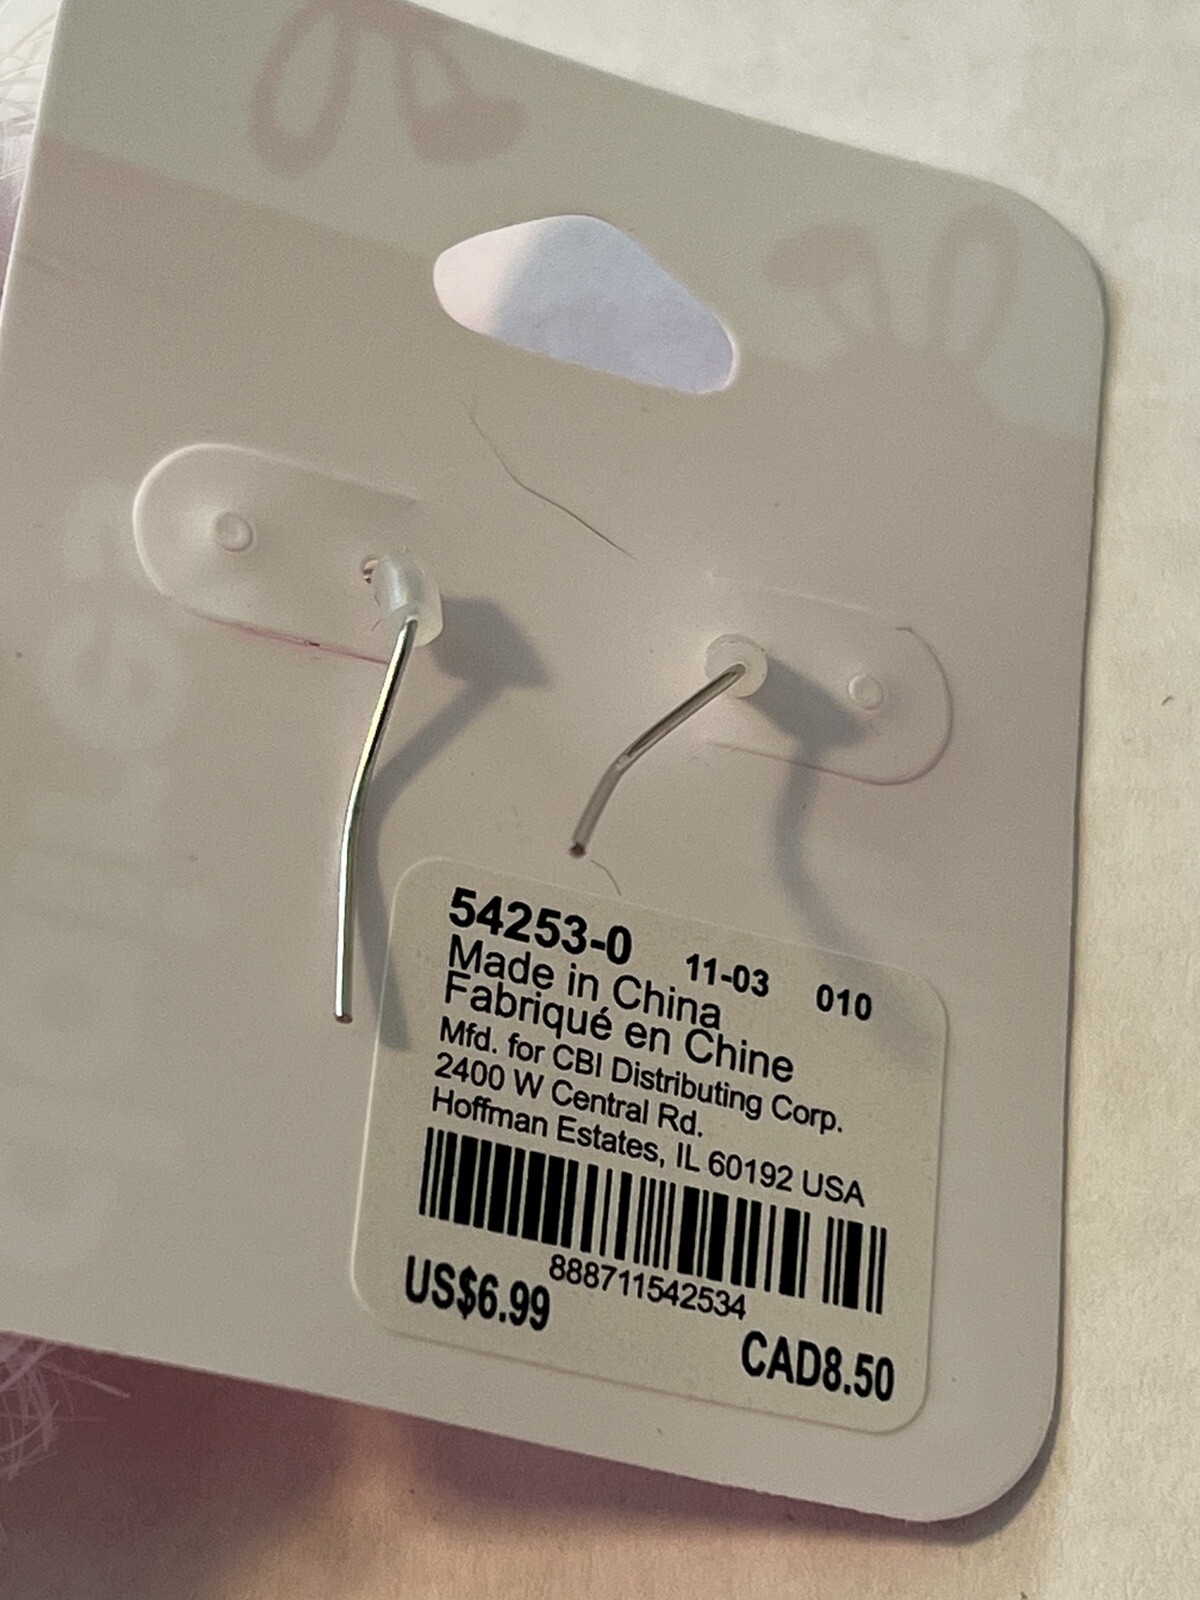 54253-0 11-03 010
Made in China
Fabriqué en Chine
Mfd. for CBI Distributing Corp.
2400 W Central Rd.
Hoffman Estates, IL 60192 USA
888711542534
US$6.99
CAD8.50